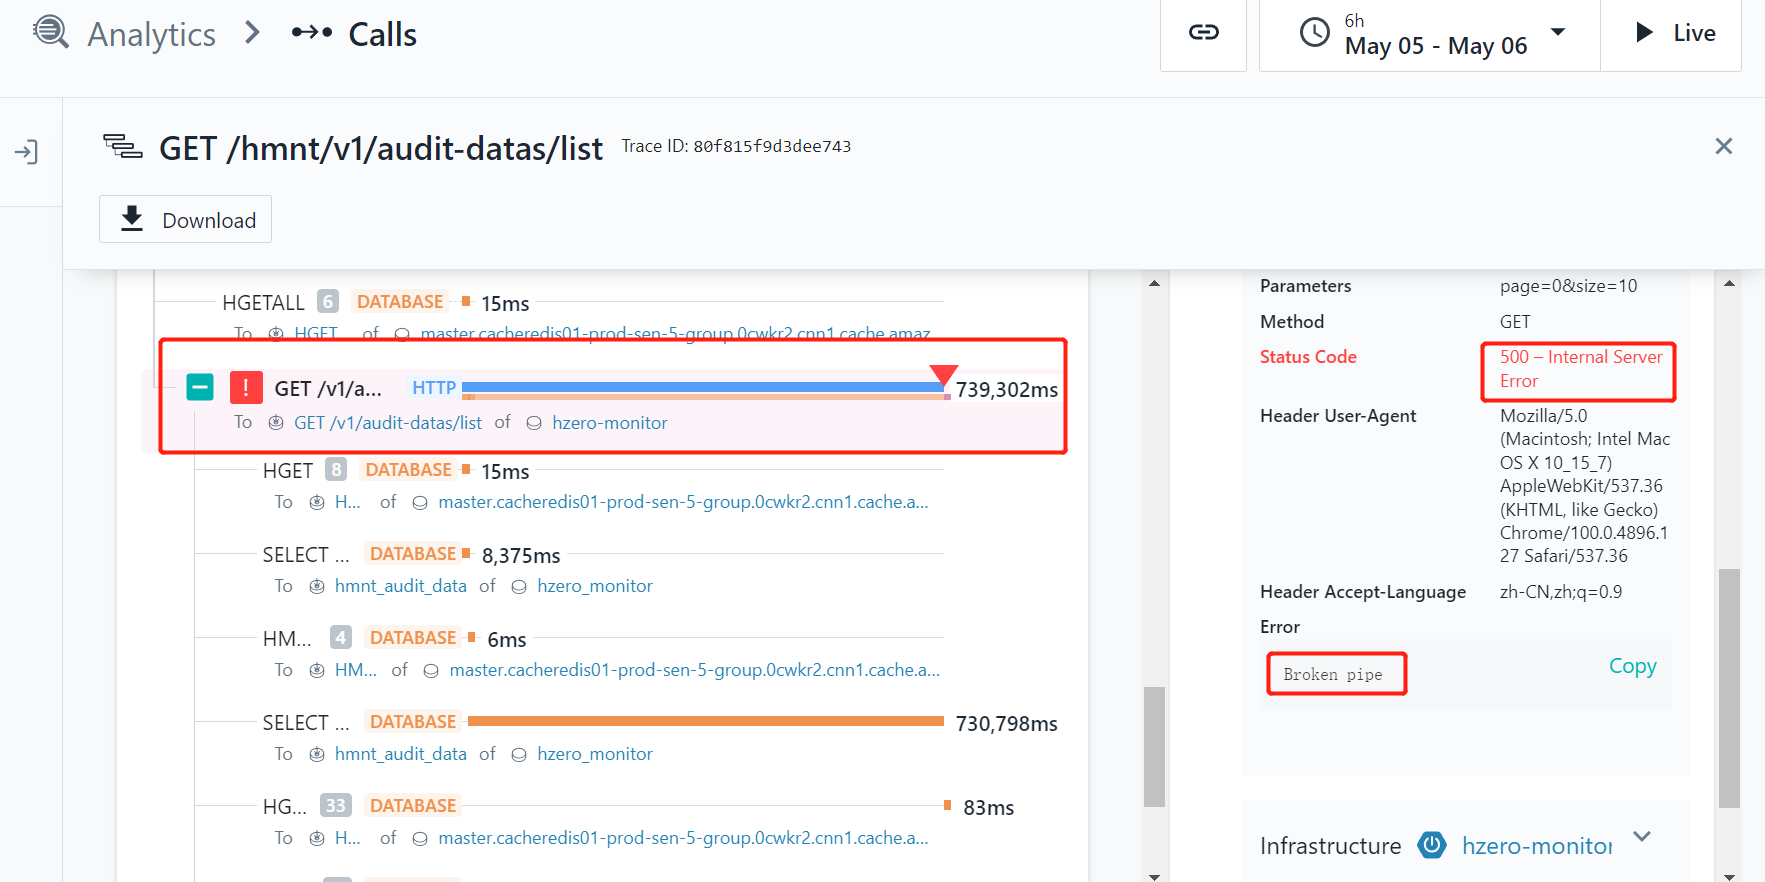 Analytics > Calls
6h
May 05 - May 06
Live
GET /hmnt/v1/audit-datas/list
Trace ID: 80f815f9d3dee743
Download
HGETALL 6 DATABASE 15ms
To HGET... of master.cacheredis01-prod-sen-5-group.0cwkr2.cnn1.cache.amaz...
! GET /v1/a... HTTP 739,302ms
To GET /v1/audit-datas/list of hzero-monitor
HGET 8 DATABASE 15ms
To H... of master.cacheredis01-prod-sen-5-group.0cwkr2.cnn1.cache.a...
SELECT ... DATABASE 8,375ms
To hmnt_audit_data of hzero_monitor
HM... 4 DATABASE 6ms
To HM... of master.cacheredis01-prod-sen-5-group.0cwkr2.cnn1.cache.a...
SELECT ... DATABASE 730,798ms
To hmnt_audit_data of hzero_monitor
HG... 33 DATABASE 83ms
To H... of master.cacheredis01-prod-sen-5-group.0cwkr2.cnn1.cache.a...
Parameters page=0&size=10
Method GET
Status Code 500 – Internal Server
Error
Header User-Agent Mozilla/5.0
(Macintosh; Intel Mac
OS X 10_15_7)
AppleWebKit/537.36
(KHTML, like Gecko)
Chrome/100.0.4896.1
27 Safari/537.36
Header Accept-Language zh-CN,zh;q=0.9
Error
Broken pipe
Copy
Infrastructure hzero-monitor